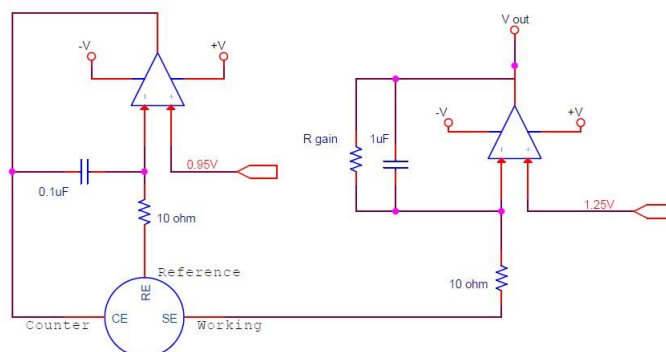 V out
-V
+V
-V
+V
R gain
1uF
0.95V
0.1uF
10 ohm
1.25V
Reference
10 ohm
RE
CE
SE
Counter
Working